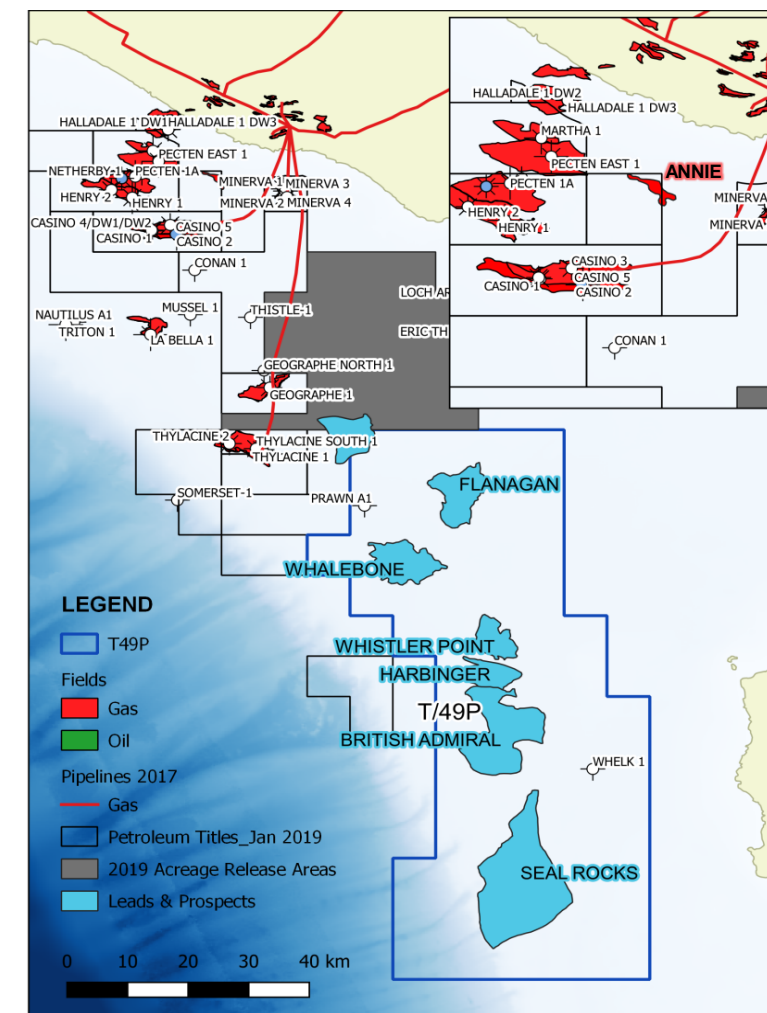 HALLADALE 1 DW1
HALLADALE 1 DW3
PECTEN EAST 1
NETHERBY-1
PECTEN-1A
HENRY-2
HENRY 1
MINERVA 1
MINERVA 3
MINERVA 2
MINERVA 4
CASINO 4/DW1/DW2
CASINO 5
CASINO 1
CASINO 2
CONAN 1
NAUTILUS A1
MUSSEL 1
TRITON 1
LA BELLA 1
THISTLE-1
LOCH AR
ERIC TH
GEOGRAPHE NORTH 1
GEOGRAPHE 1
THYLACINE 2
THYLACINE SOUTH 1
THYLACINE 1
SOMERSET-1
PRAWN A1
HALLADALE 1 DW2
HALLADALE 1 DW3
MARTHA 1
PECTEN EAST 1
ANNIE
PECTEN 1A
HENRY 2
HENRY 1
MINERVA
MINERVA
CASINO 3
CASINO 5
CASINO 1
CASINO 2
CONAN 1
FLANAGAN
WHALEBONE
WHISTLER POINT
HARBINGER
T/49P
BRITISH ADMIRAL
WHELK 1
SEAL ROCKS
LEGEND
T49P
Fields
Gas
Oil
Pipelines 2017
Gas
Petroleum Titles_Jan 2019
2019 Acreage Release Areas
Leads & Prospects
0 10 20 30 40 km